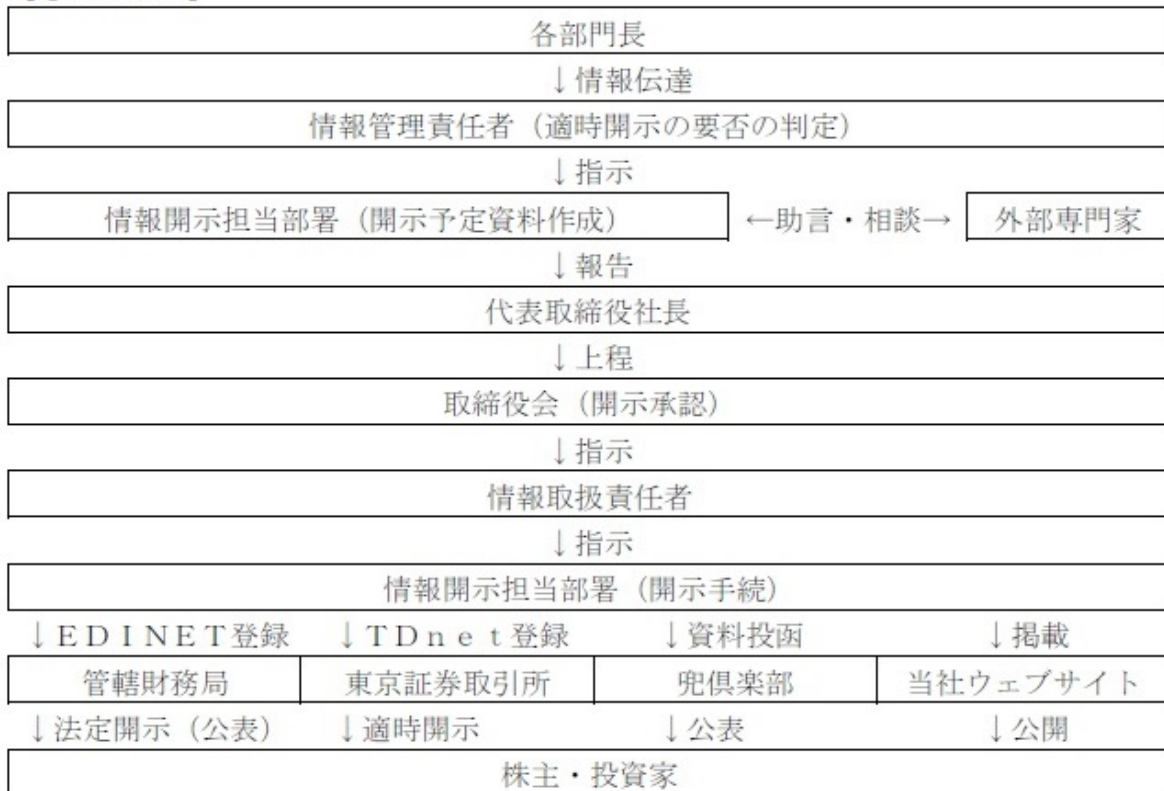 各部門長
↓情報伝達
情報管理責任者（適時開示の要否の判定）
↓指示
情報開示担当部署（開示予定資料作成） ←助言・相談→ 外部専門家
↓報告
代表取締役社長
↓上程
取締役会（開示承認）
↓指示
情報取扱責任者
↓指示
情報開示担当部署（開示手続）
↓ＥＤＩＮＥＴ登録 ↓ＴＤｎｅｔ登録 ↓資料投函 ↓掲載
管轄財務局 東京証券取引所 兜倶楽部 当社ウェブサイト
↓法定開示（公表） ↓適時開示 ↓公表 ↓公開
株主・投資家